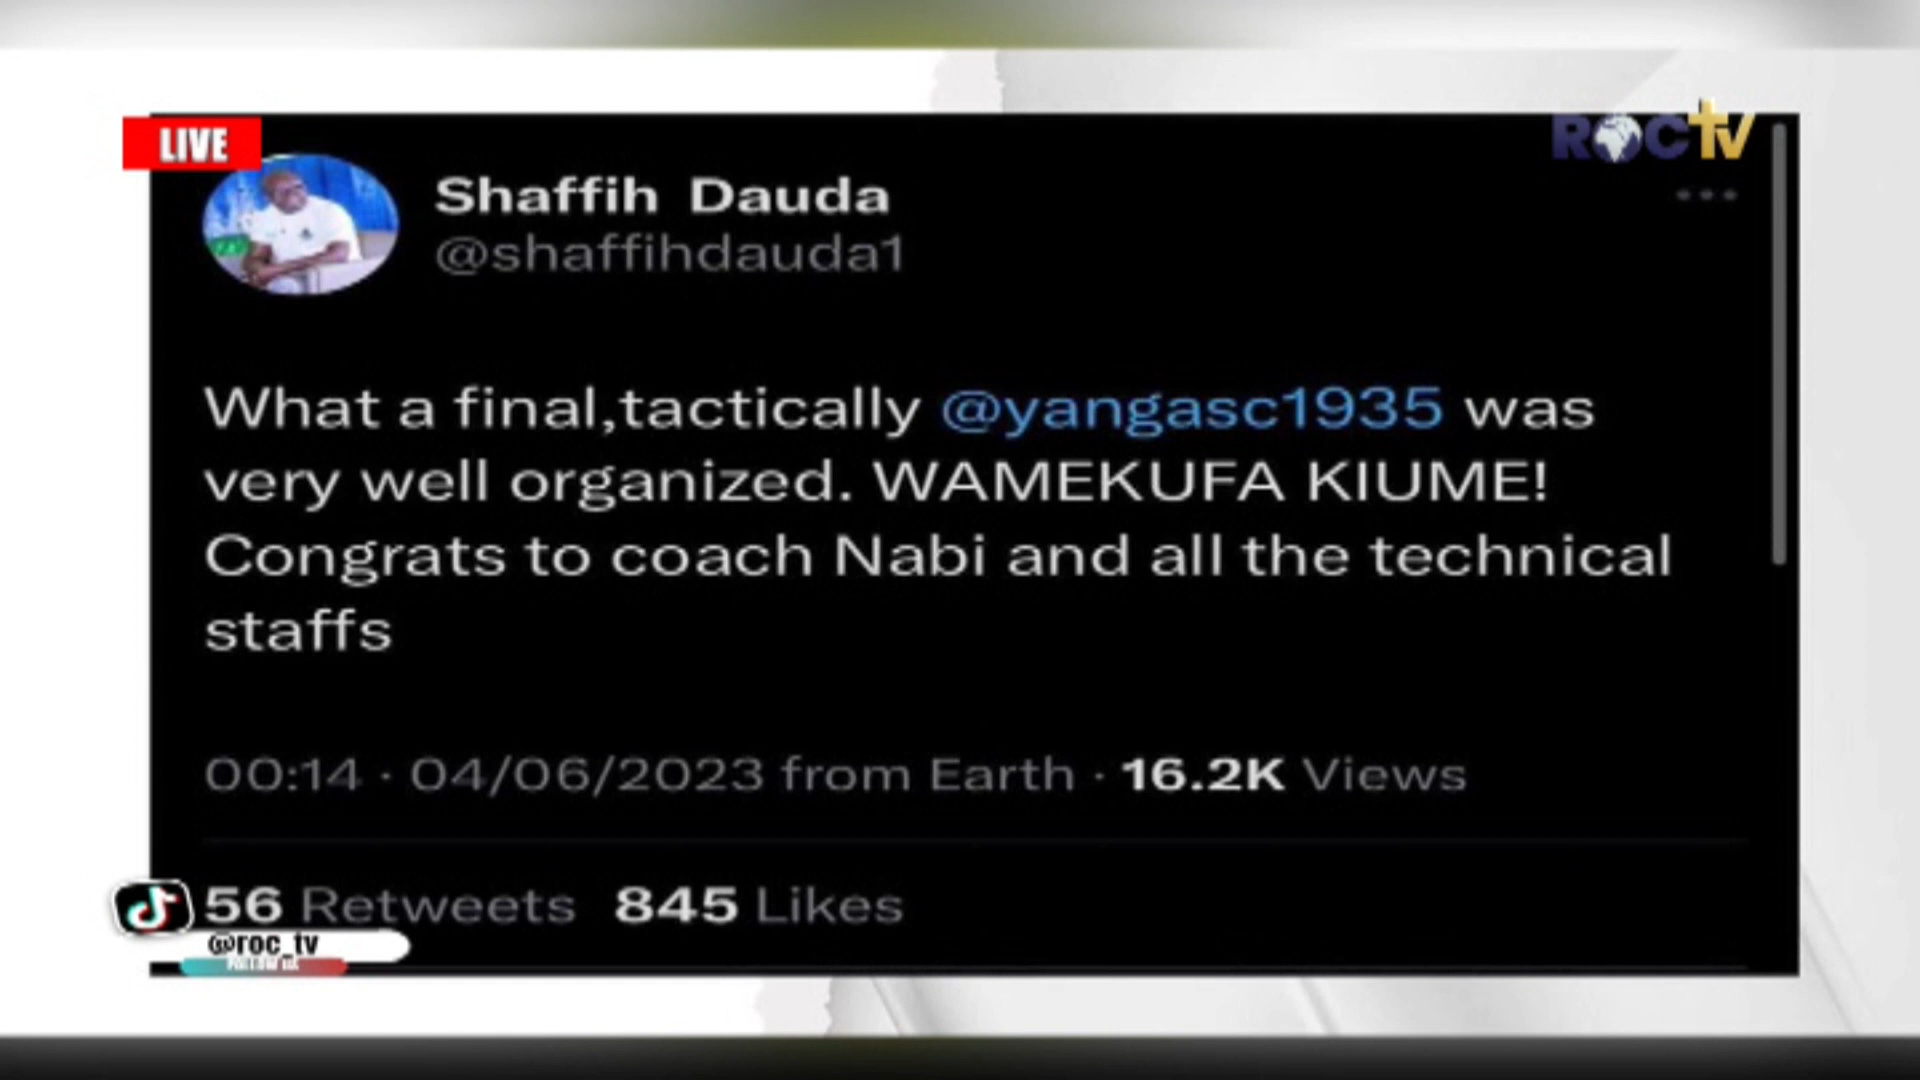 LIVE
ROCTV
Shaffih Dauda
@shaffihdauda1
What a final,tactically @yangasc1935 was
very well organized. WAMEKUFA KIUME!
Congrats to coach Nabi and all the technical
staffs
00:14 · 04/06/2023 from Earth · 16.2K Views
56 Retweets 845 Likes
@roc_tv